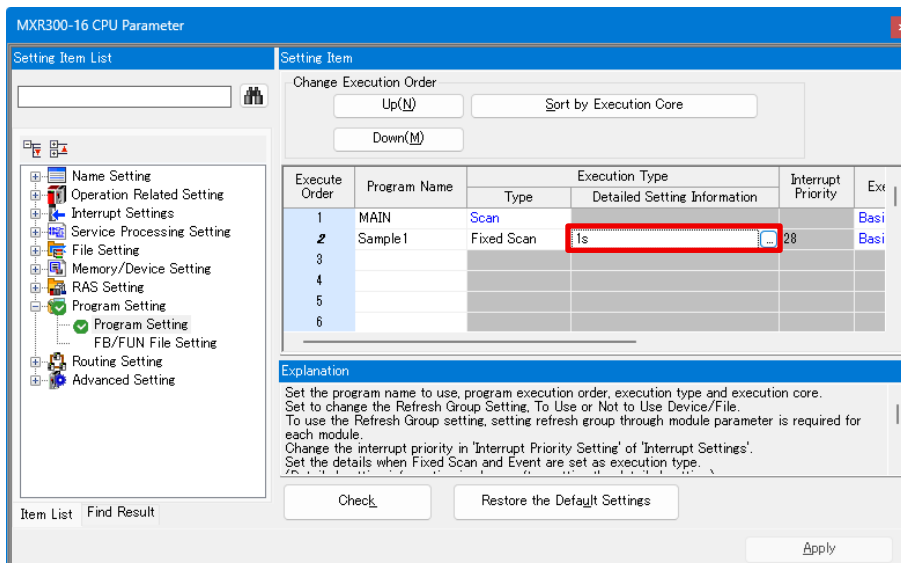 MXR300-16 CPU Parameter
Setting Item List
Setting Item
Change Execution Order
Up(N)
Sort by Execution Core
Down(M)
Name Setting
Operation Related Setting
Interrupt Settings
Service Processing Setting
File Setting
Memory/Device Setting
RAS Setting
Program Setting
Program Setting
FB/FUN File Setting
Routing Setting
Advanced Setting
Item List Find Result
Execute Order Program Name Execution Type Interrupt Priority Exe
Type Detailed Setting Information
1 MAIN Scan Basi
2 Sample1 Fixed Scan 1s ... 28 Basi
3
4
5
6
Explanation
Set the program name to use, program execution order, execution type and execution core.
Set to change the Refresh Group Setting, To Use or Not to Use Device/File.
To use the Refresh Group setting, setting refresh group through module parameter is required for
each module.
Change the interrupt priority in 'Interrupt Priority Setting' of 'Interrupt Settings'.
Set the details when Fixed Scan and Event are set as execution type.
Check
Restore the Default Settings
Apply